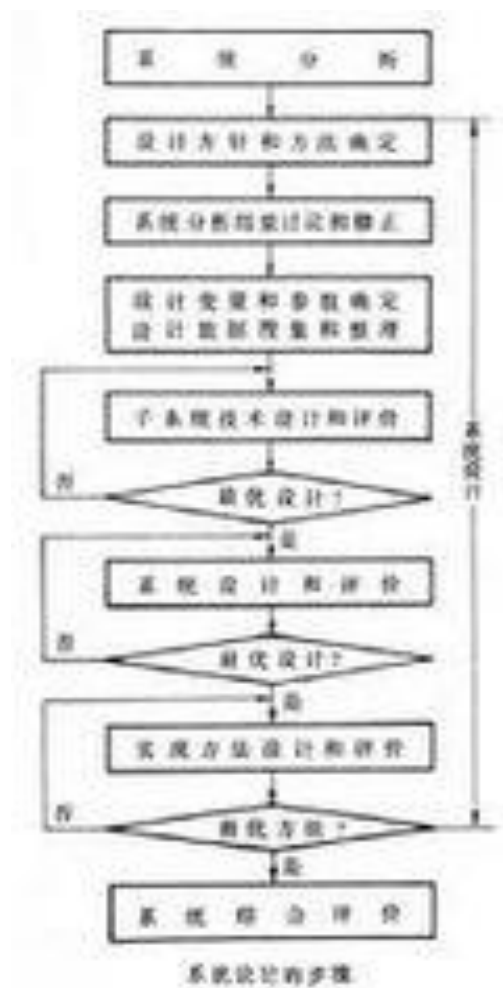 系统分析
设计方针和方法确定
系统分析结果讨论和修正
设计变量和参数确定
设计数据搜集和整理
子系统技术设计和评价
否
最优设计?
是
系统设计和评价
否
最优设计?
是
实现方法设计和评价
否
最优方法?
是
系统综合评价
系统设计
系统设计的步骤